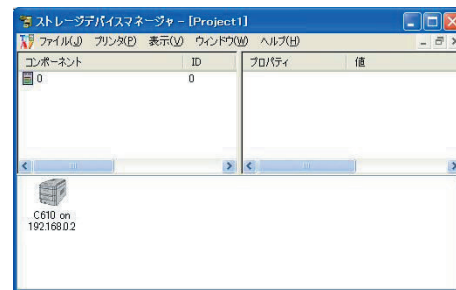 ストレージデバイスマネージャ - [Project1]
ファイル(J) プリンタ(P) 表示(V) ウィンドウ(W) ヘルプ(H)
コンポーネント ID プロパティ 値
0 0
C610 on
192.168.0.2